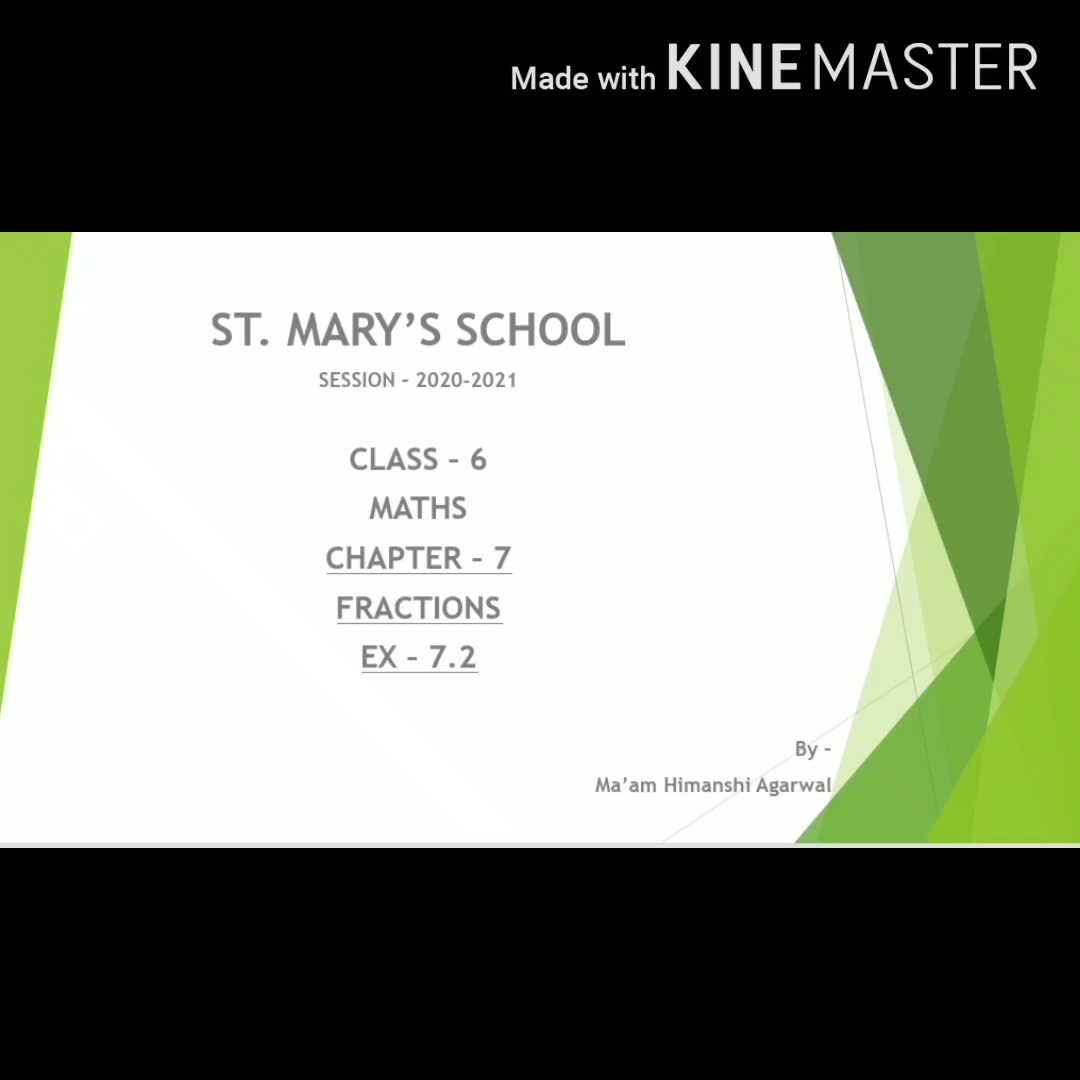 Made with KINEMASTER
ST. MARY’S SCHOOL
SESSION - 2020-2021
CLASS - 6
MATHS
CHAPTER - 7
FRACTIONS
EX - 7.2
By -
Ma’am Himanshi Agarwal